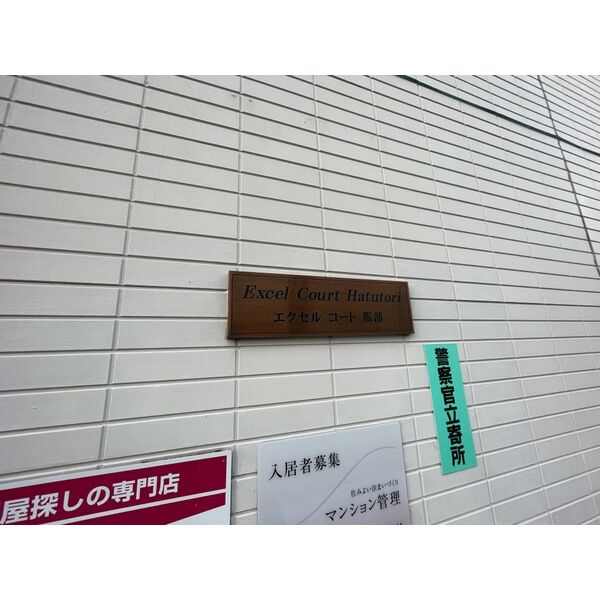 Excel Court Hatutori
エクセル コート 服部
警察官立寄所
入居者募集
住みよい住まいづくり
マンション管理
屋探しの専門店